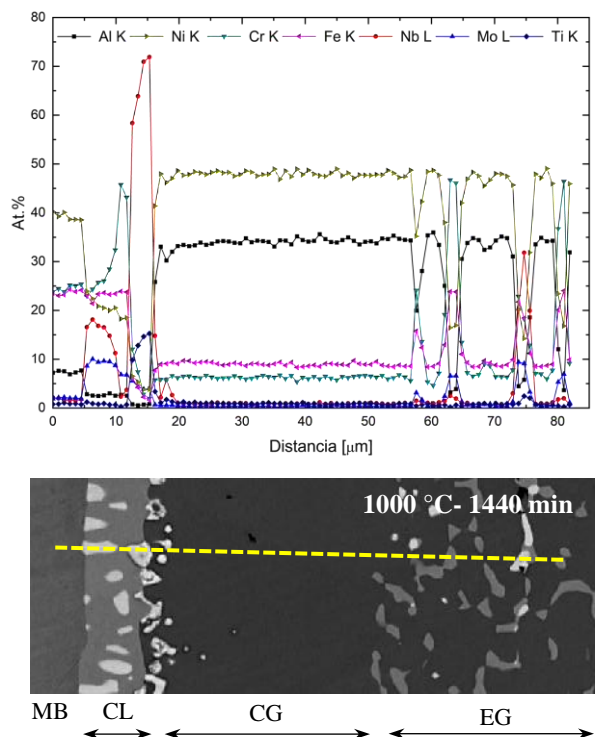 80
70
60
50
40
30
20
10
0
At.%
Al K Ni K Cr K Fe K Nb L Mo L Ti K
0 10 20 30 40 50 60 70 80
Distancia [μm]
1000 °C- 1440 min
MB CL CG EG